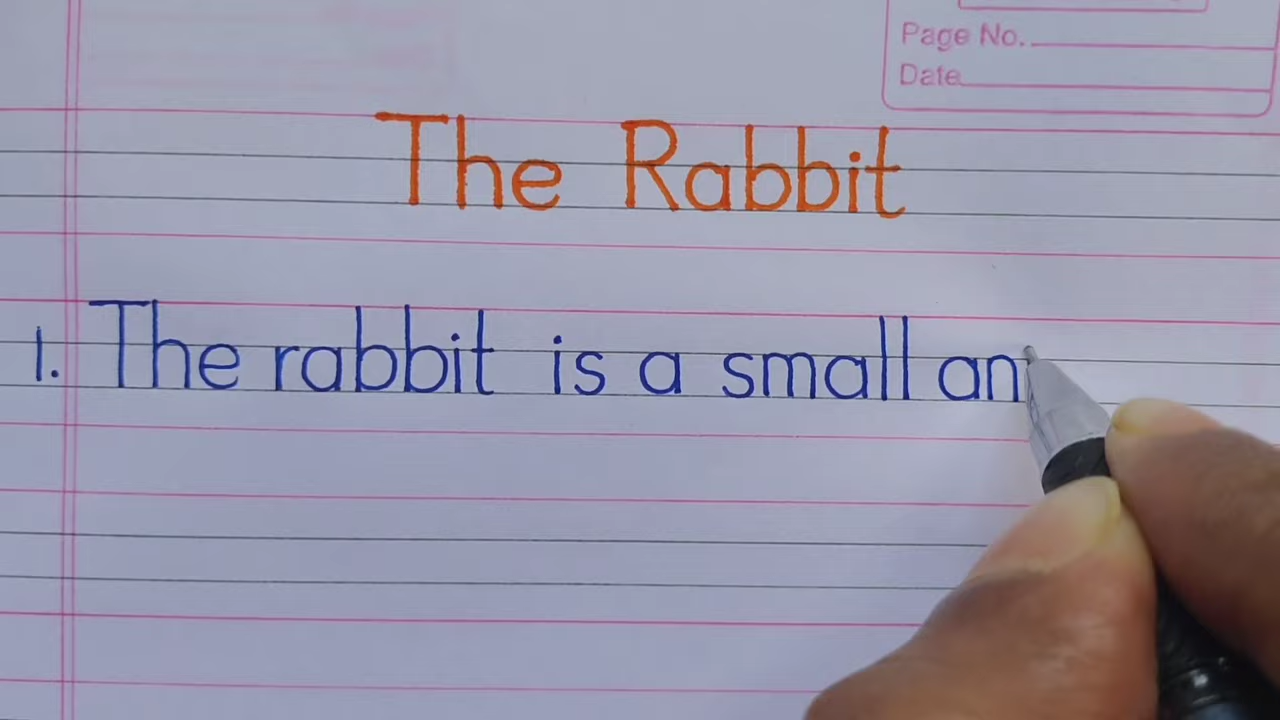 Page No.
Date
The Rabbit
1. The rabbit is a small an